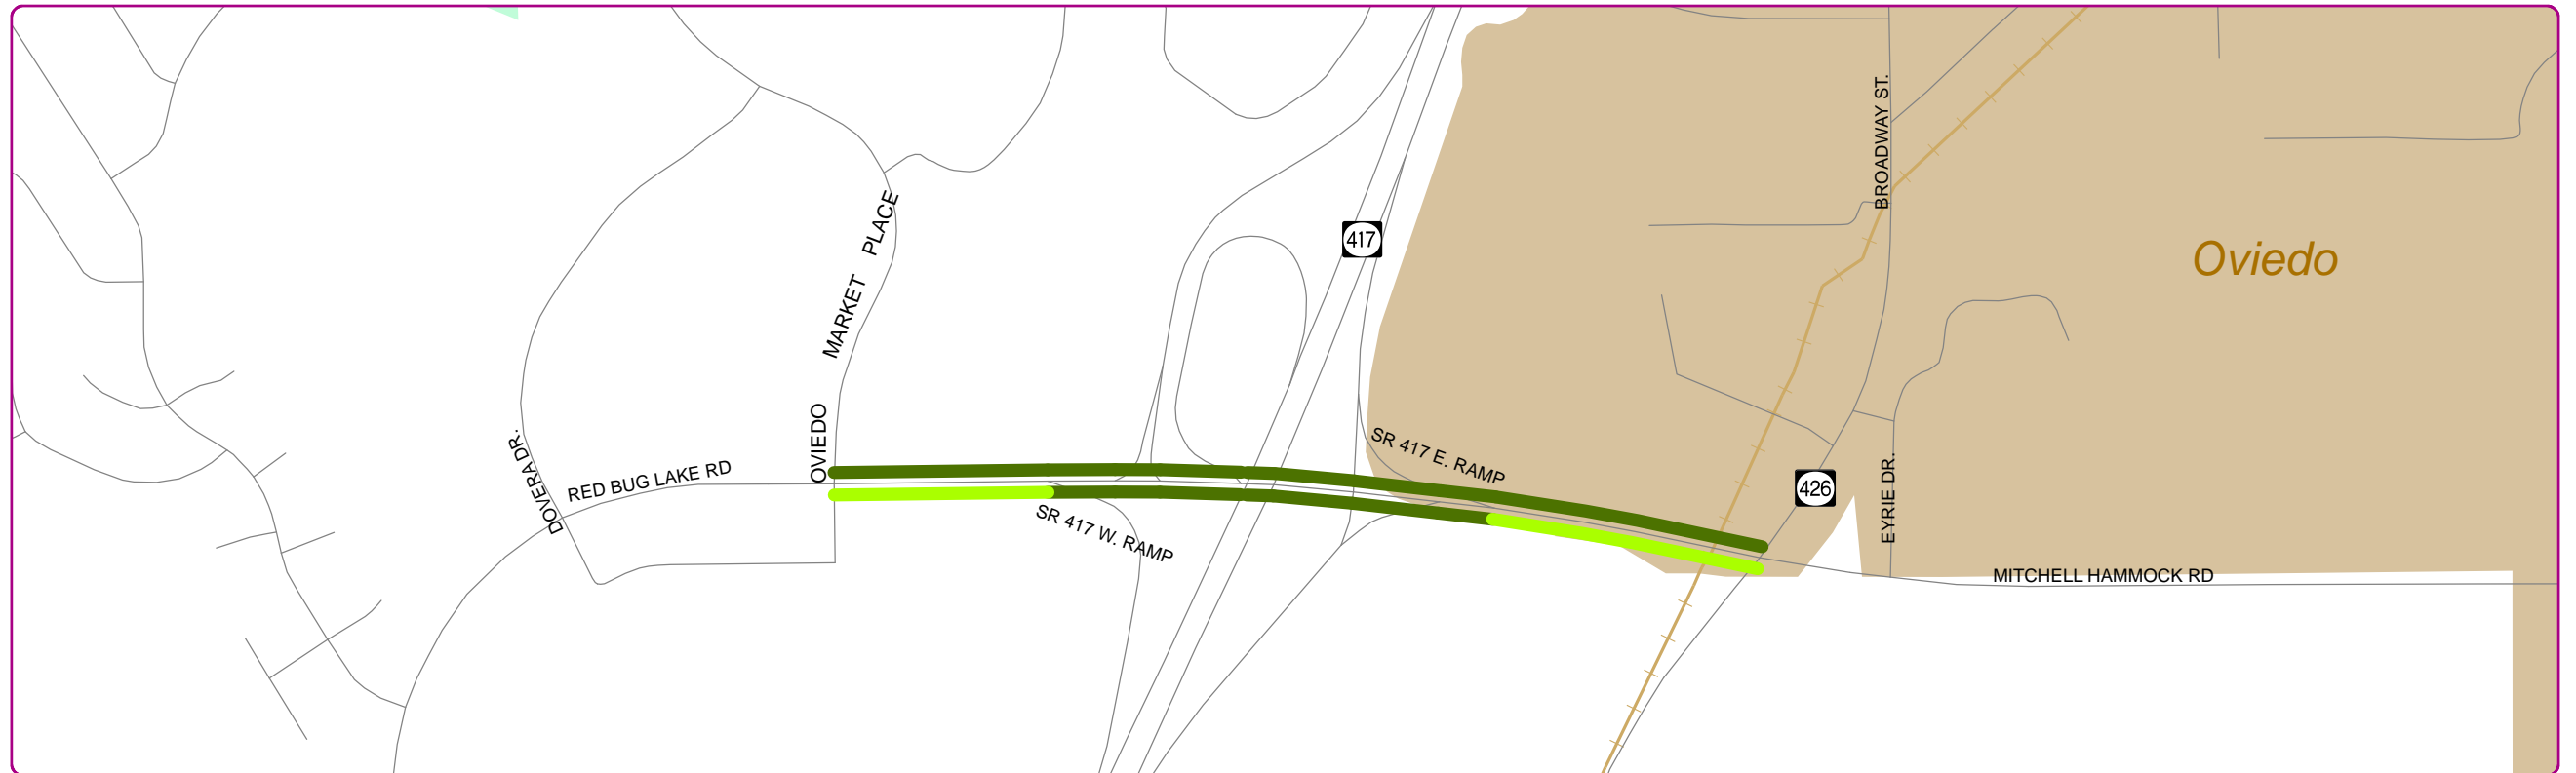 BROADWAY ST.
MARKET PLACE
417
Oviedo
OVIEDO
SR 417 E. RAMP
DOVERA DR.
RED BUG LAKE RD
426
EYRIE DR.
SR 417 W. RAMP
MITCHELL HAMMOCK RD